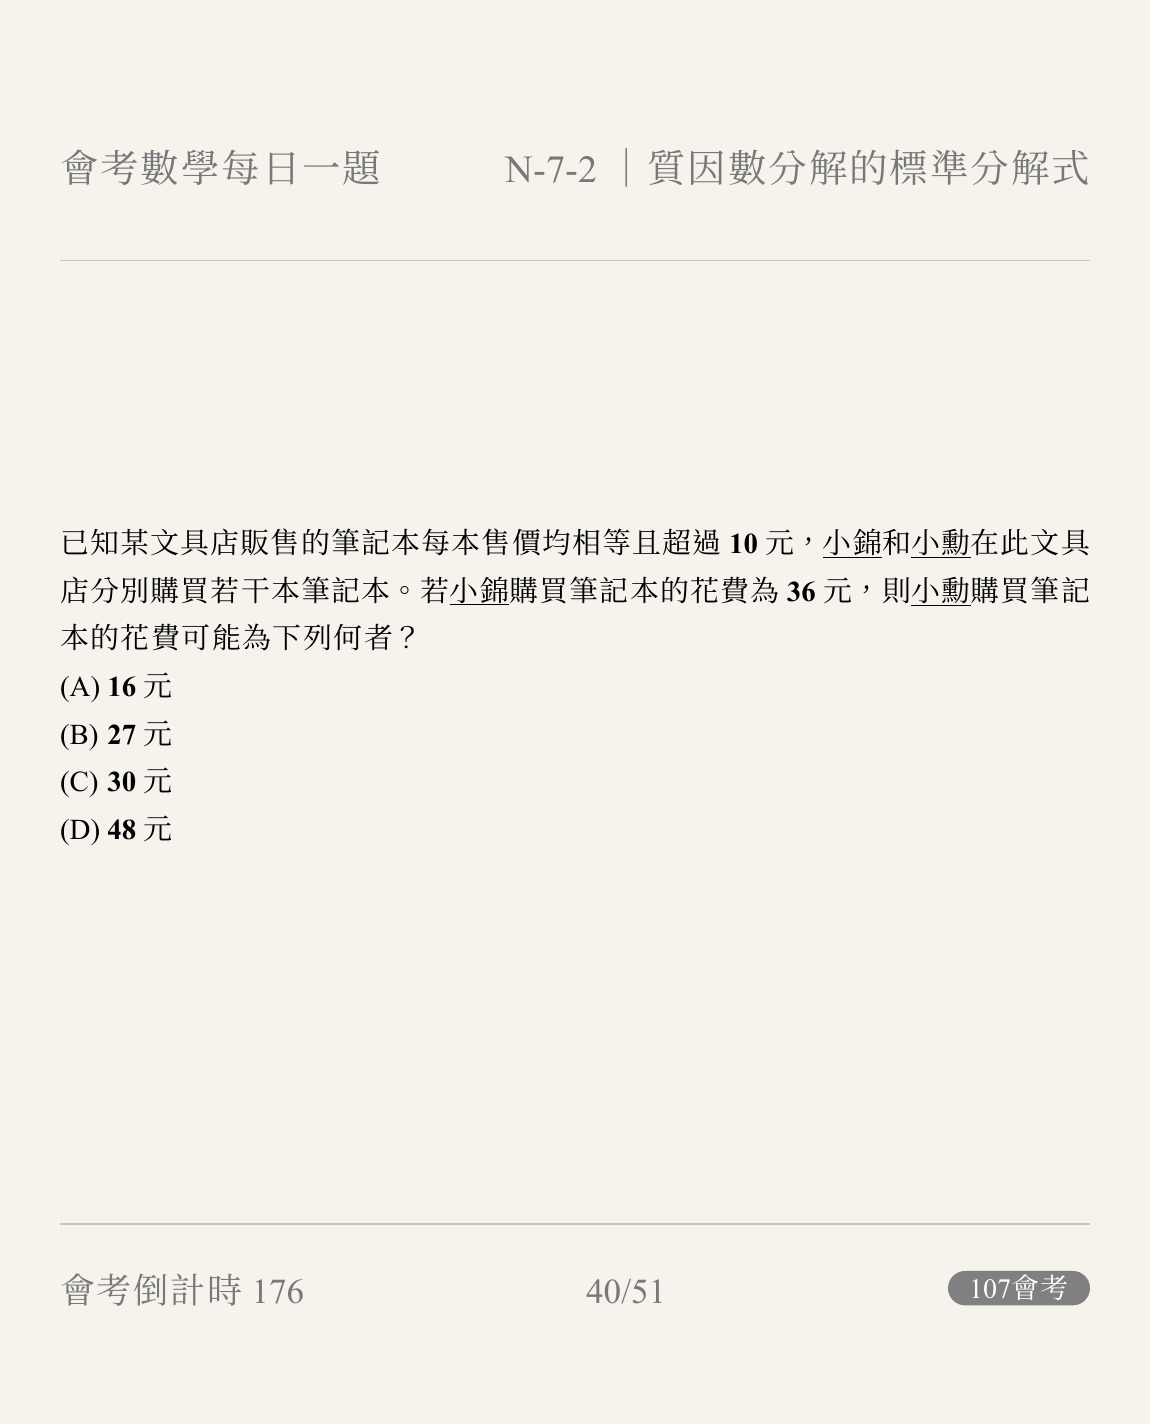 會考數學每日一題
N-7-2｜質因數分解的標準分解式
已知某文具店販售的筆記本每本售價均相等且超過 10 元，小錦和小勳在此文具
店分別購買若干本筆記本。若小錦購買筆記本的花費為 36 元，則小勳購買筆記
本的花費可能為下列何者？
(A) 16 元
(B) 27 元
(C) 30 元
(D) 48 元
會考倒計時 176
40/51
107會考